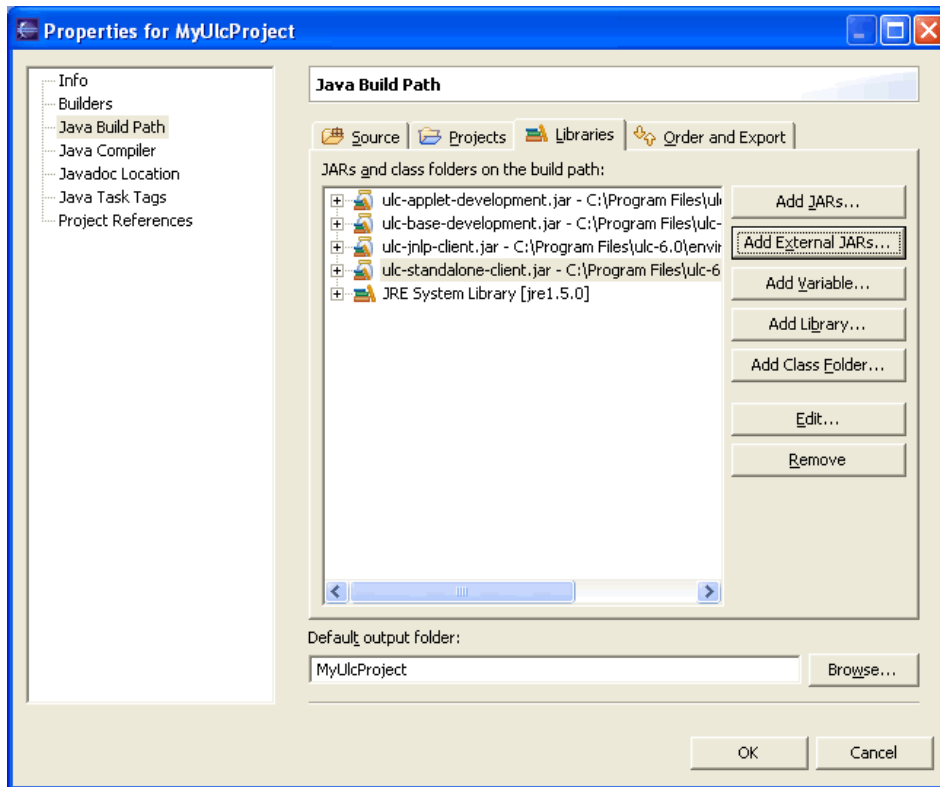 Properties for MyUlcProject
Info
Builders
Java Build Path
Java Compiler
Javadoc Location
Java Task Tags
Project References
Java Build Path
Source
Projects
Libraries
Order and Export
JARs and class folders on the build path:
ulc-applet-development.jar - C:\Program Files\ul
ulc-base-development.jar - C:\Program Files\ulc-
ulc-jnlp-client.jar - C:\Program Files\ulc-6.0\envir
ulc-standalone-client.jar - C:\Program Files\ulc-6
JRE System Library [jre1.5.0]
Add JARs...
Add External JARs...
Add Variable...
Add Library...
Add Class Folder...
Edit...
Remove
Default output folder:
MyUlcProject
Browse...
OK
Cancel